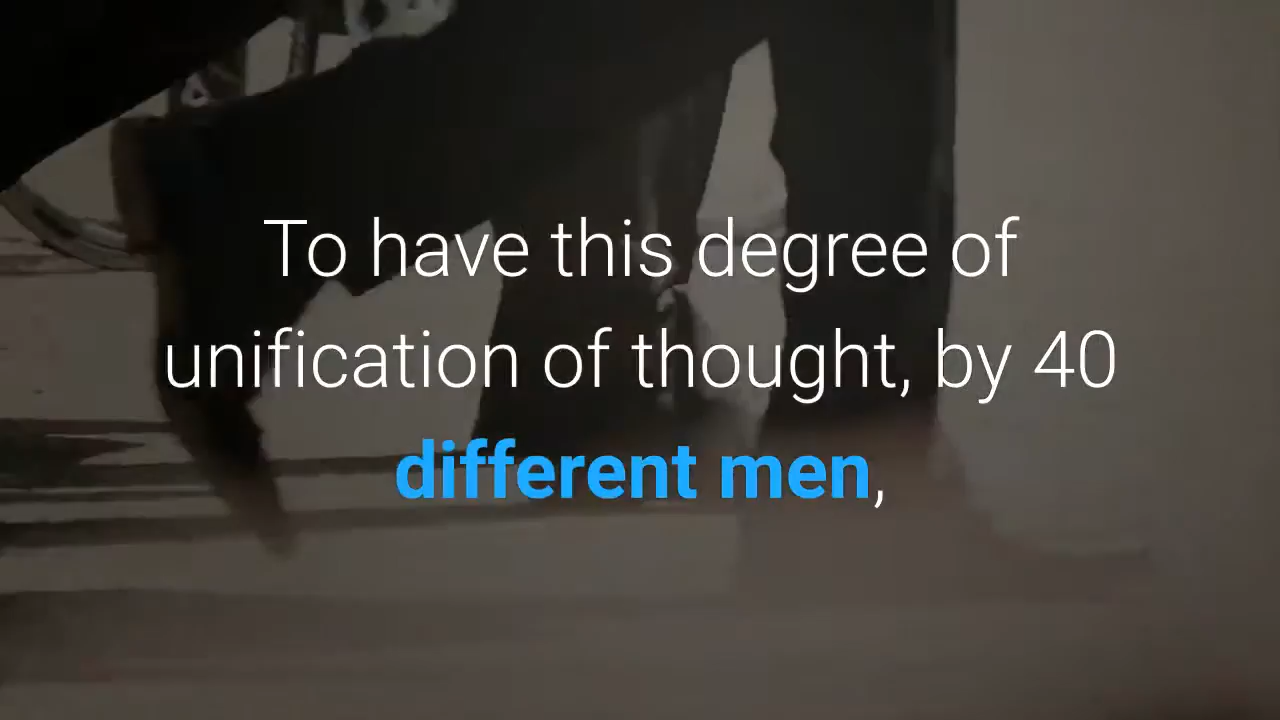 To have this degree of
unification of thought, by 40
different men,